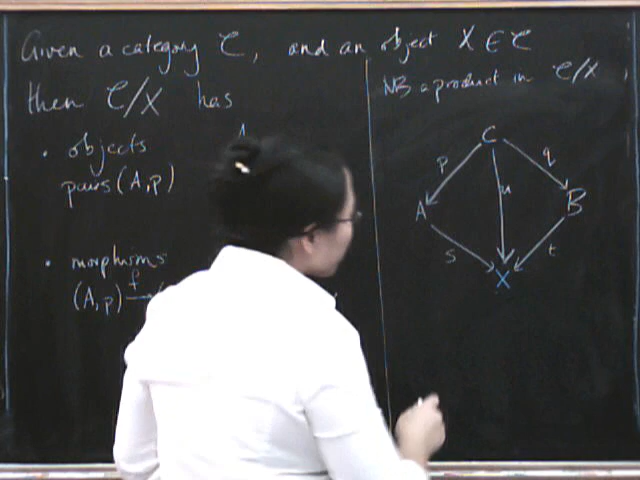 Given a category C, and an object X ∈ C
then C/X has
• objects
pairs (A,p)
A
• morphisms
(A,p) f→ (
NB a product in C/X
C
p q
u
A B
s t
X